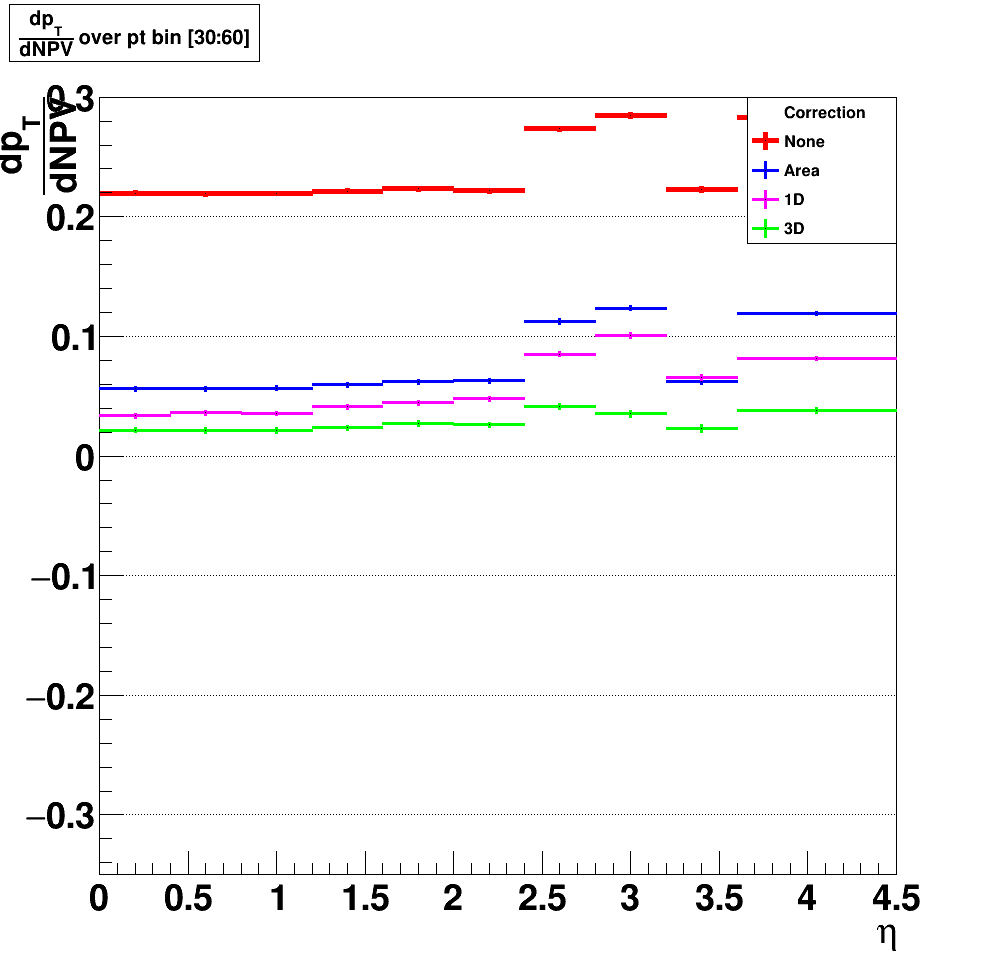 dp_T
dNPV over pt bin [30:60]
dp_T
dNPV
0.3
0.2
0.1
0
−0.1
−0.2
−0.3
Correction
None
Area
1D
3D
0 0.5 1 1.5 2 2.5 3 3.5 4 4.5
η